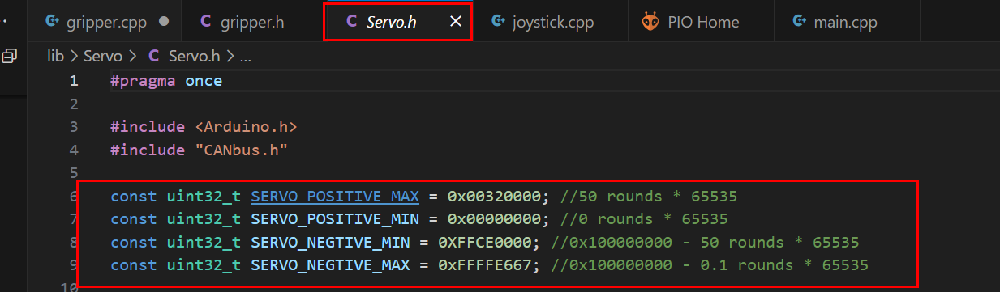 gripper.cpp gripper.h Servo.h joystick.cpp PIO Home main.cpp
lib > Servo > C Servo.h > ...
1 #pragma once
2
3 #include <Arduino.h>
4 #include "CANbus.h"
5
6 const uint32_t SERVO_POSITIVE_MAX = 0x00320000; //50 rounds * 65535
7 const uint32_t SERVO_POSITIVE_MIN = 0x00000000; //0 rounds * 65535
8 const uint32_t SERVO_NEGTIVE_MIN = 0XFFCE0000; //0x100000000 - 50 rounds * 65535
9 const uint32_t SERVO_NEGTIVE_MAX = 0xFFFFE667; //0x100000000 - 0.1 rounds * 65535
10